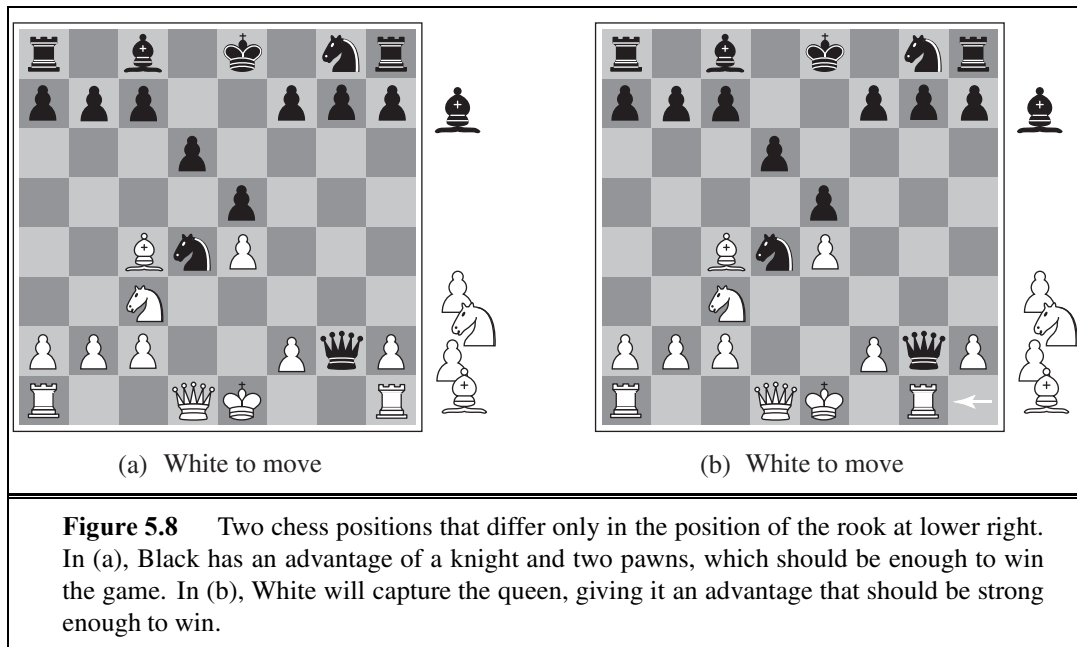 (a) White to move
(b) White to move
Figure 5.8 Two chess positions that differ only in the position of the rook at lower right.
In (a), Black has an advantage of a knight and two pawns, which should be enough to win
the game. In (b), White will capture the queen, giving it an advantage that should be strong
enough to win.